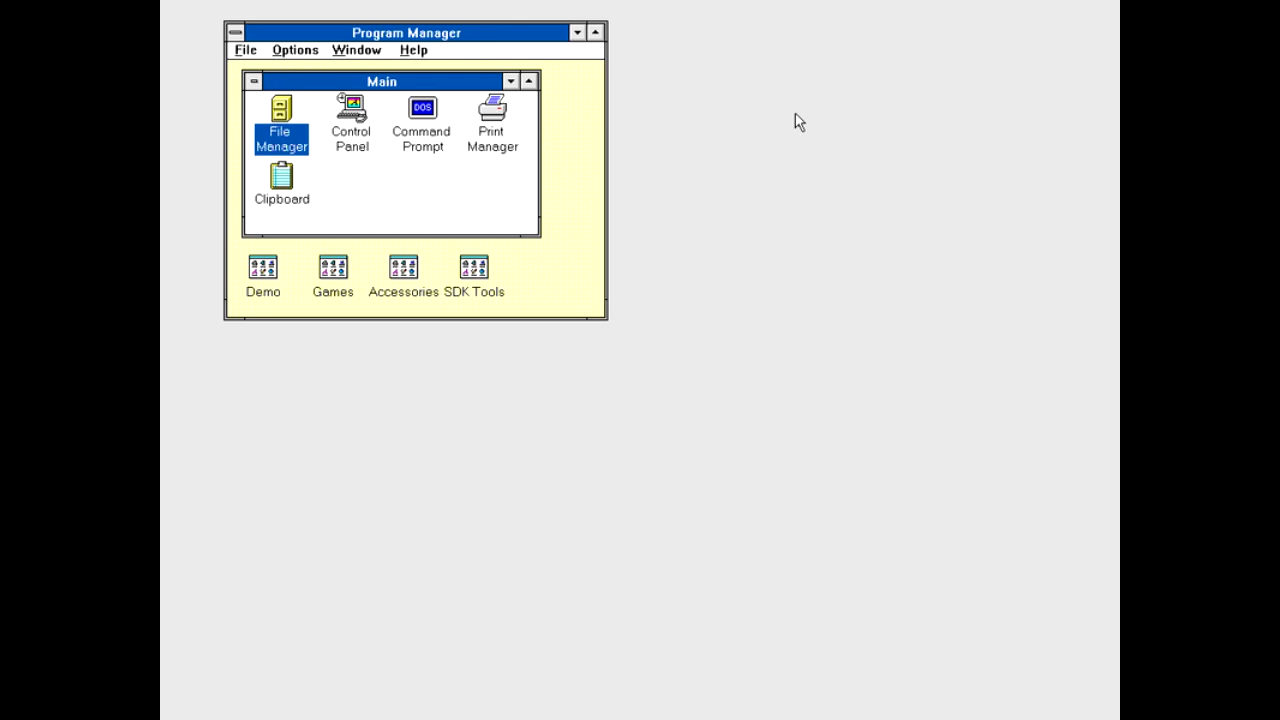 Program Manager
File Options Window Help
Main
File Manager
Control Panel
DOS
Command Prompt
Print Manager
Clipboard
Demo
Games
Accessories
SDK Tools